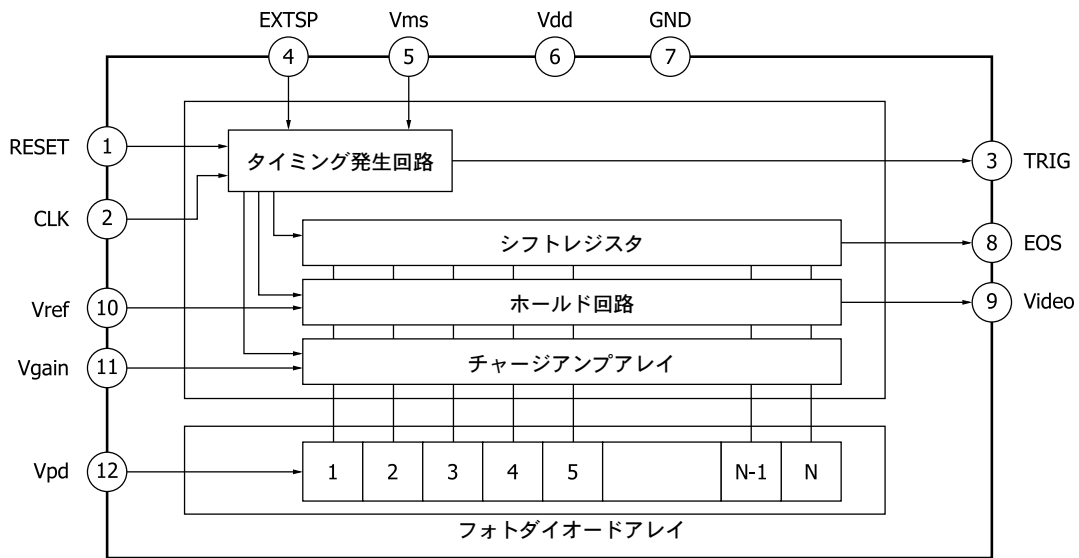 EXTSP Vms Vdd GND
4 5 6 7
RESET 1
タイミング発生回路
3 TRIG
CLK 2
シフトレジスタ
8 EOS
ホールド回路
9 Video
Vref 10
チャージアンプアレイ
Vgain 11
Vpd 12
1 2 3 4 5 N-1 N
フォトダイオードアレイ